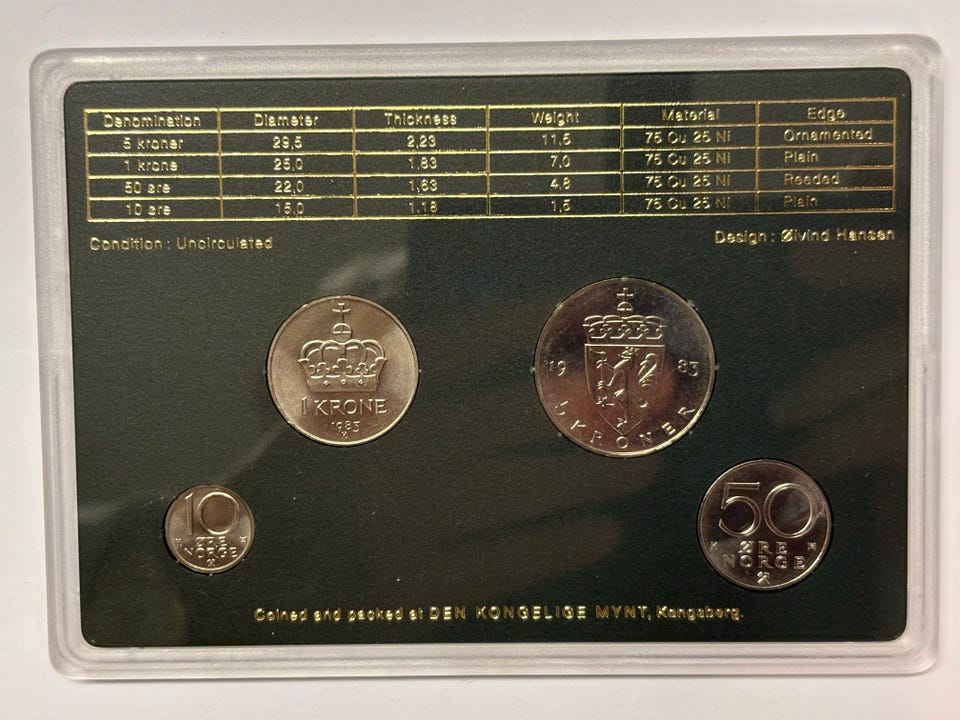 Denomination Diameter Thickness Weight Material Edge
5 kroner 29,5 2,23 11,5 75 Cu 25 Ni Ornamented
1 krone 25,0 1,83 7,0 75 Cu 25 Ni Plain
50 øre 22,0 1,63 4,8 75 Cu 25 Ni Reeded
10 øre 15,0 1,18 1,5 75 Cu 25 Ni Plain
Condition : Uncirculated Design : Øivind Hansen
1 KRONE
1983
K
19 83
5 KRONER
10
ØRE
NORGE
50
ØRE
NORGE
Coined and packed at DEN KONGELIGE MYNT, Kongsberg.